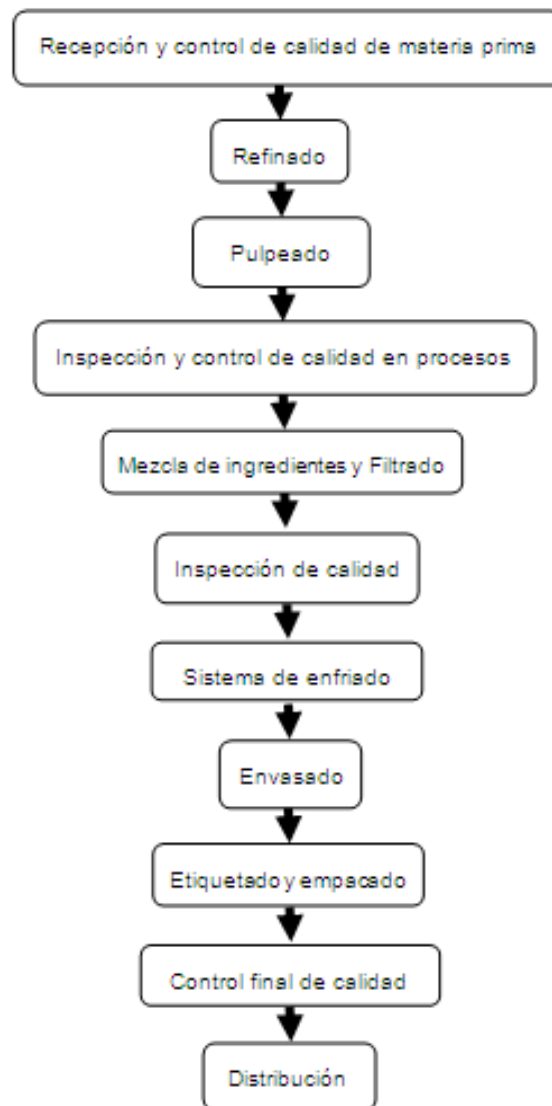 Recepción y control de calidad de materia prima
Refinado
Pulpeado
Inspección y control de calidad en procesos
Mezcla de ingredientes y Filtrado
Inspección de calidad
Sistema de enfriado
Envasado
Etiquetado y empacado
Control final de calidad
Distribución